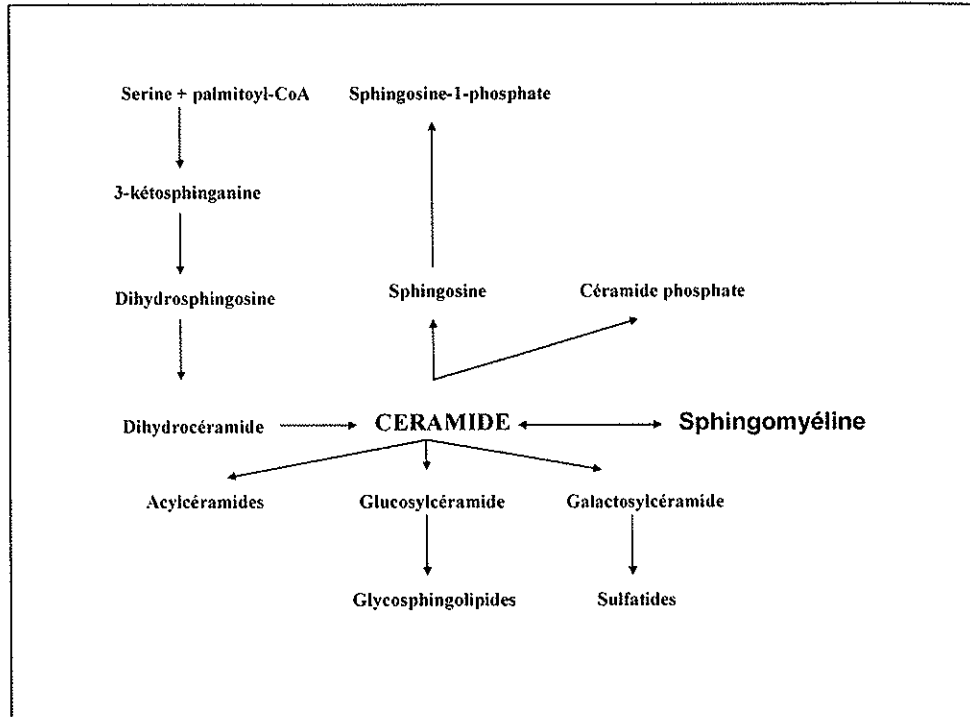 Serine + palmitoyl-CoA
Sphingosine-1-phosphate
3-kétosphinganine
Dihydrosphingosine
Sphingosine
Céramide phosphate
Dihydrocéramide
CERAMIDE
Sphingomyéline
Acylcéramides
Glucosylcéramide
Galactosylcéramide
Glycosphingolipides
Sulfatides